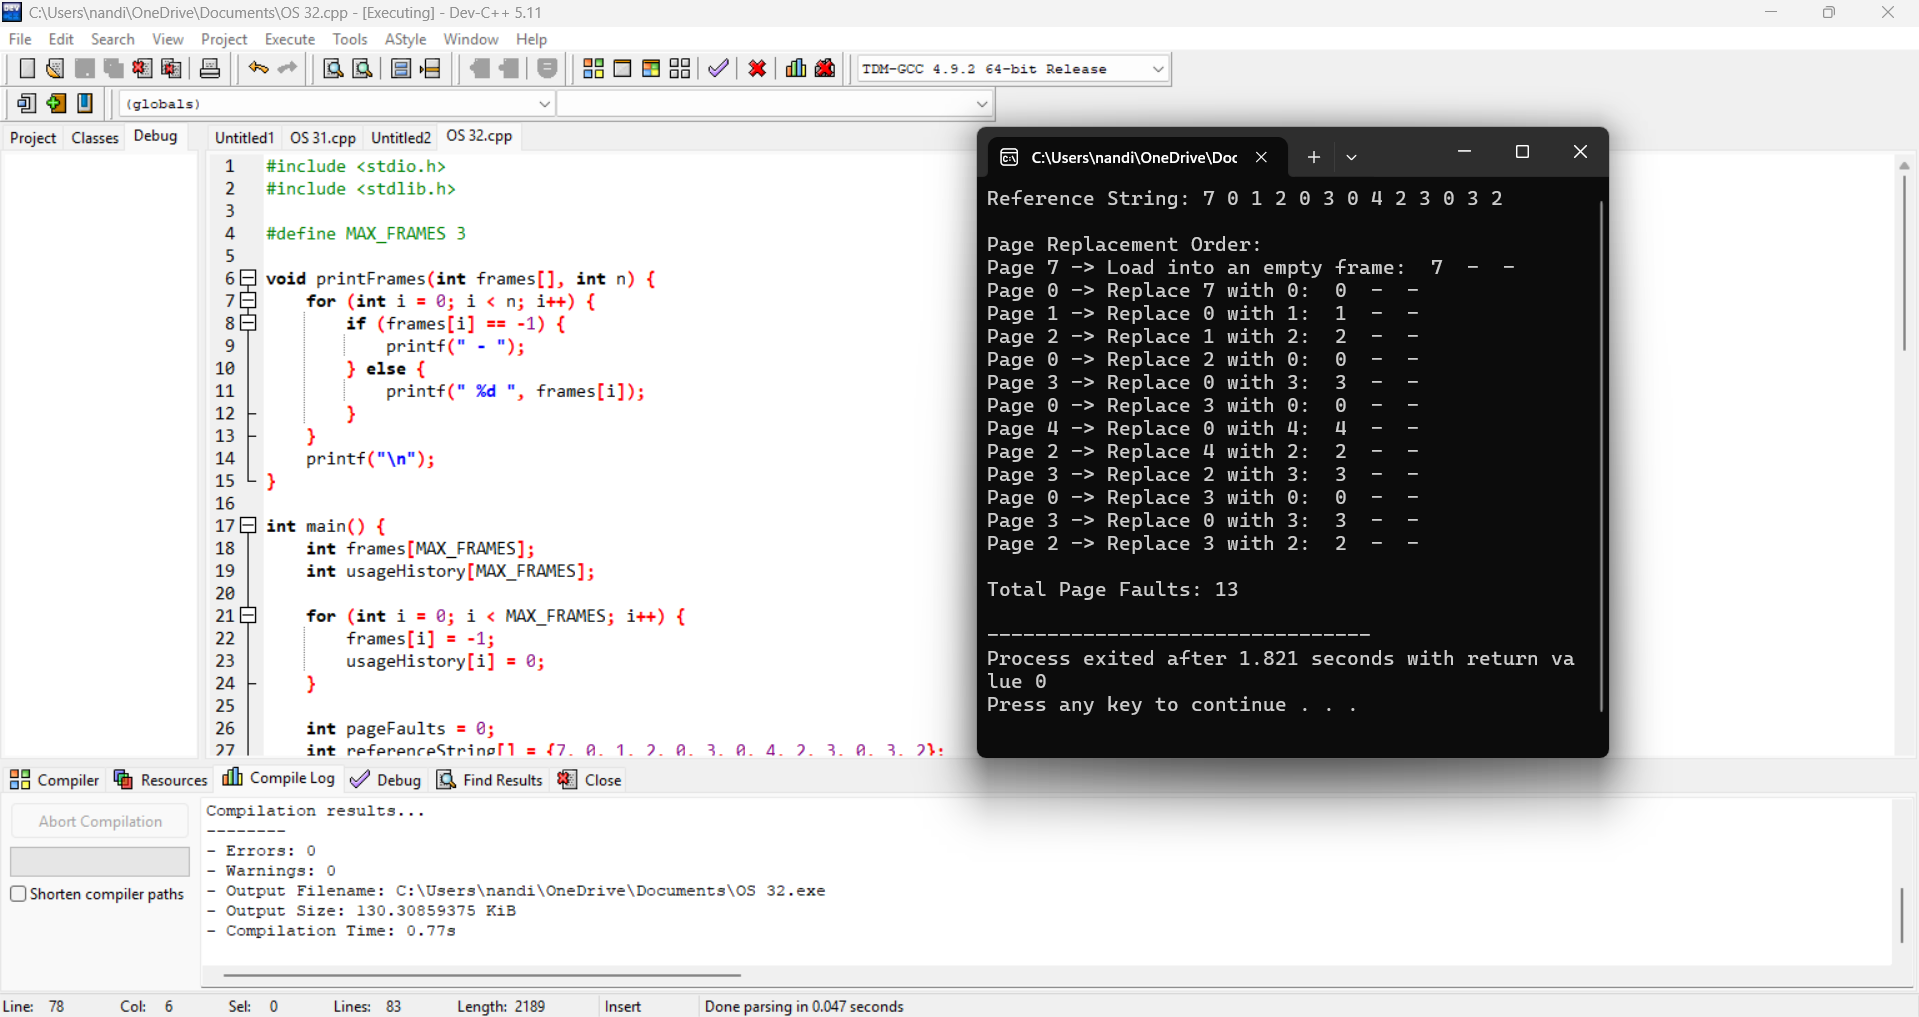 C:\Users\nandi\OneDrive\Documents\OS 32.cpp - [Executing] - Dev-C++ 5.11
File Edit Search View Project Execute Tools AStyle Window Help
TDM-GCC 4.9.2 64-bit Release
(globals)
Project Classes Debug
Untitled1 OS 31.cpp Untitled2 OS 32.cpp
1 #include <stdio.h>
2 #include <stdlib.h>
3
4 #define MAX_FRAMES 3
5
6 void printFrames(int frames[], int n) {
7 for (int i = 0; i < n; i++) {
8 if (frames[i] == -1) {
9 printf(" - ");
10 } else {
11 printf(" %d ", frames[i]);
12 }
13 }
14 printf("\n");
15 }
16
17 int main() {
18 int frames[MAX_FRAMES];
19 int usageHistory[MAX_FRAMES];
20
21 for (int i = 0; i < MAX_FRAMES; i++) {
22 frames[i] = -1;
23 usageHistory[i] = 0;
24 }
25
26 int pageFaults = 0;
27 int referenceString[] = {7, 0, 1, 2, 0, 3, 0, 4, 2, 3, 0, 3, 2};
C:\Users\nandi\OneDrive\Doc
Reference String: 7 0 1 2 0 3 0 4 2 3 0 3 2
Page Replacement Order:
Page 7 -> Load into an empty frame: 7 - -
Page 0 -> Replace 7 with 0: 0 - -
Page 1 -> Replace 0 with 1: 1 - -
Page 2 -> Replace 1 with 2: 2 - -
Page 0 -> Replace 2 with 0: 0 - -
Page 3 -> Replace 0 with 3: 3 - -
Page 0 -> Replace 3 with 0: 0 - -
Page 4 -> Replace 0 with 4: 4 - -
Page 2 -> Replace 4 with 2: 2 - -
Page 3 -> Replace 2 with 3: 3 - -
Page 0 -> Replace 3 with 0: 0 - -
Page 3 -> Replace 0 with 3: 3 - -
Page 2 -> Replace 3 with 2: 2 - -
Total Page Faults: 13
--------------------------------
Process exited after 1.821 seconds with return va
lue 0
Press any key to continue . . .
Compiler Resources Compile Log Debug Find Results Close
Abort Compilation
Shorten compiler paths
Compilation results...
--------
- Errors: 0
- Warnings: 0
- Output Filename: C:\Users\nandi\OneDrive\Documents\OS 32.exe
- Output Size: 130.30859375 KiB
- Compilation Time: 0.77s
Line: 78 Col: 6 Sel: 0 Lines: 83 Length: 2189 Insert Done parsing in 0.047 seconds